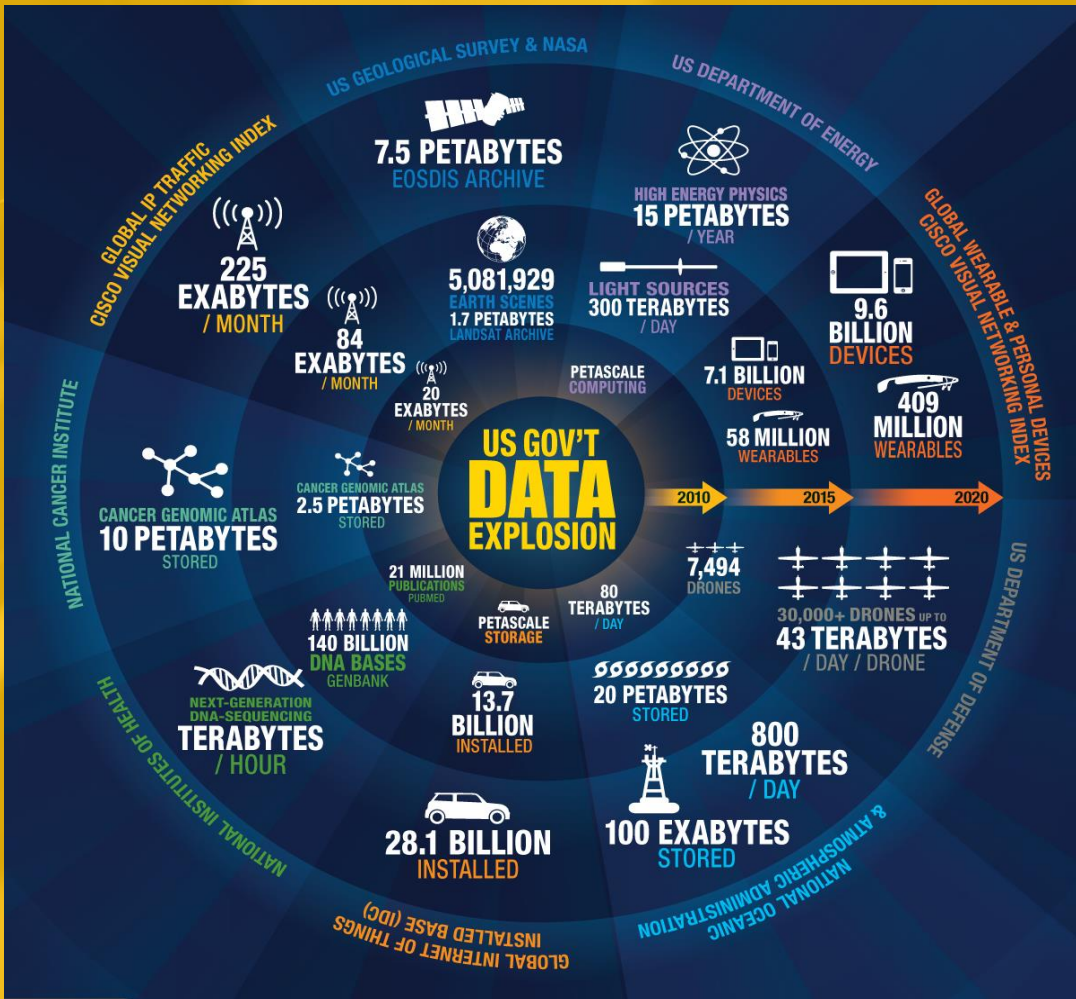 US GEOLOGICAL SURVEY & NASA
7.5 PETABYTES
EOSDIS ARCHIVE
5,081,929
EARTH SCENES
1.7 PETABYTES
LANDSAT ARCHIVE
US DEPARTMENT OF ENERGY
HIGH ENERGY PHYSICS
15 PETABYTES
/ YEAR
LIGHT SOURCES
300 TERABYTES
/ DAY
PETASCALE
COMPUTING
GLOBAL WEARABLE & PERSONAL DEVICES
CISCO VISUAL NETWORKING INDEX
9.6
BILLION
DEVICES
409
MILLION
WEARABLES
7.1 BILLION
DEVICES
58 MILLION
WEARABLES
US GOV'T
DATA
EXPLOSION
2010
2015
2020
US DEPARTMENT OF DEFENSE
7,494
DRONES
30,000+ DRONES UP TO
43 TERABYTES
/ DAY / DRONE
NATIONAL OCEANIC
& ATMOSPHERIC ADMINISTRATION
80
TERABYTES
/ DAY
20 PETABYTES
STORED
800
TERABYTES
/ DAY
100 EXABYTES
STORED
GLOBAL INTERNET OF THINGS
INSTALLED BASE (IDC)
PETASCALE
STORAGE
13.7
BILLION
INSTALLED
28.1 BILLION
INSTALLED
NATIONAL INSTITUTES OF HEALTH
21 MILLION
PUBLICATIONS
PUBMED
140 BILLION
DNA BASES
GENBANK
NEXT-GENERATION
DNA-SEQUENCING
TERABYTES
/ HOUR
NATIONAL CANCER INSTITUTE
CANCER GENOMIC ATLAS
2.5 PETABYTES
STORED
CANCER GENOMIC ATLAS
10 PETABYTES
STORED
GLOBAL IP TRAFFIC
CISCO VISUAL NETWORKING INDEX
225
EXABYTES
/ MONTH
84
EXABYTES
/ MONTH
20
EXABYTES
/ MONTH